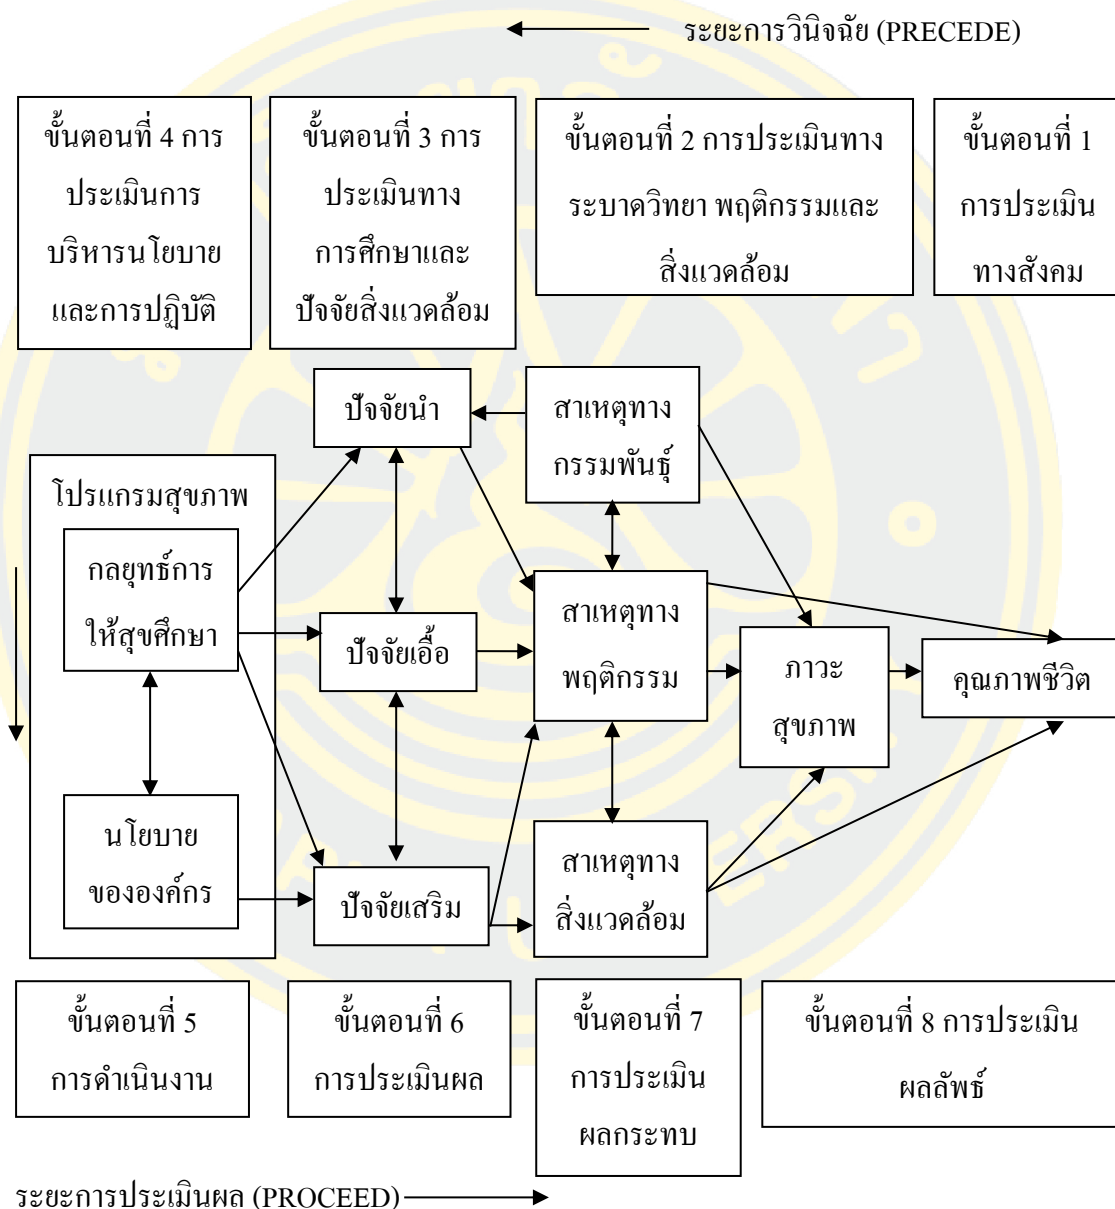 ระยะการวินิจฉัย (PRECEDE)
ขั้นตอนที่ 4 การ
ประเมินการ
บริหารนโยบาย
และการปฏิบัติ
ขั้นตอนที่ 3 การ
ประเมินทาง
การศึกษาและ
ปัจจัยสิ่งแวดล้อม
ขั้นตอนที่ 2 การประเมินทาง
ระบาดวิทยา พฤติกรรมและ
สิ่งแวดล้อม
ขั้นตอนที่ 1
การประเมิน
ทางสังคม
ปัจจัยนำ
สาเหตุทาง
กรรมพันธุ์
โปรแกรมสุขภาพ
กลยุทธ์การ
ให้สุขศึกษา
ปัจจัยเอื้อ
สาเหตุทาง
พฤติกรรม
ภาวะ
สุขภาพ
คุณภาพชีวิต
นโยบาย
ขององค์กร
ปัจจัยเสริม
สาเหตุทาง
สิ่งแวดล้อม
ขั้นตอนที่ 5
การดำเนินงาน
ขั้นตอนที่ 6
การประเมินผล
ขั้นตอนที่ 7
การประเมิน
ผลกระทบ
ขั้นตอนที่ 8 การประเมิน
ผลลัพธ์
ระยะการประเมินผล (PROCEED)